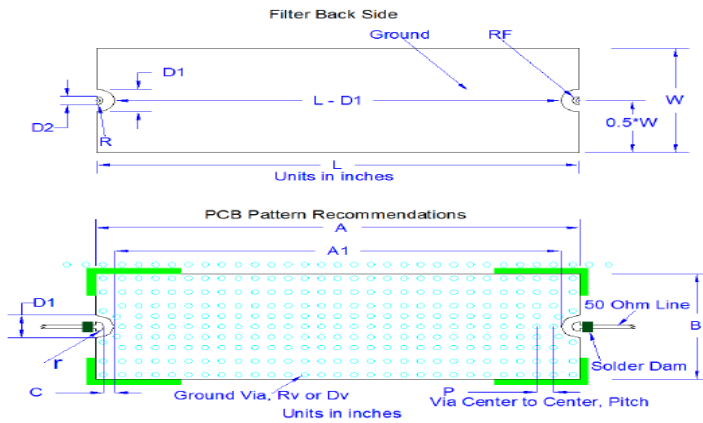 Filter Back Side
Ground
RF
D1
L - D1
W
D2
0.5*W
R
L
Units in inches
PCB Pattern Recommendations
A
A1
D1
50 Ohm Line
B
r
Solder Dam
C
Ground Via, Rv or Dv
P
Via Center to Center, Pitch
Units in inches